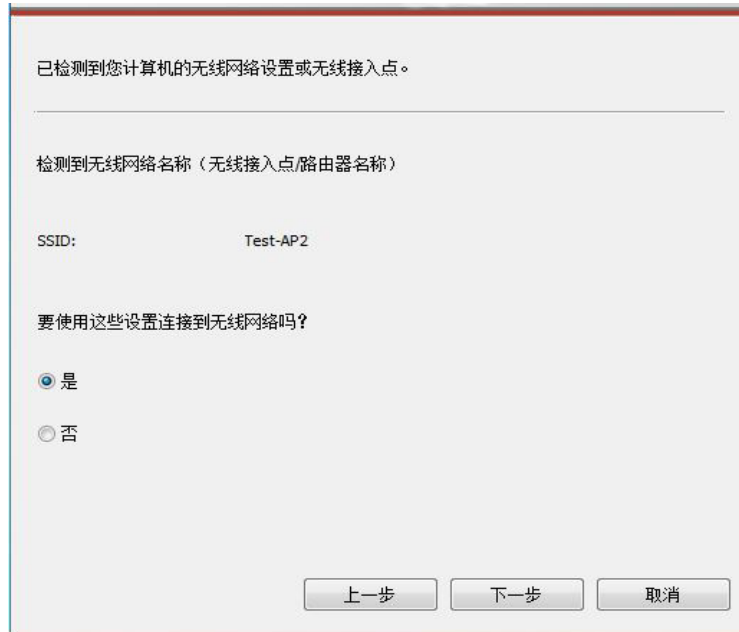 已检测到您计算机的无线网络设置或无线接入点。
检测到无线网络名称（无线接入点/路由器名称）
SSID: Test-AP2
要使用这些设置连接到无线网络吗?
是
否
上一步 下一步 取消